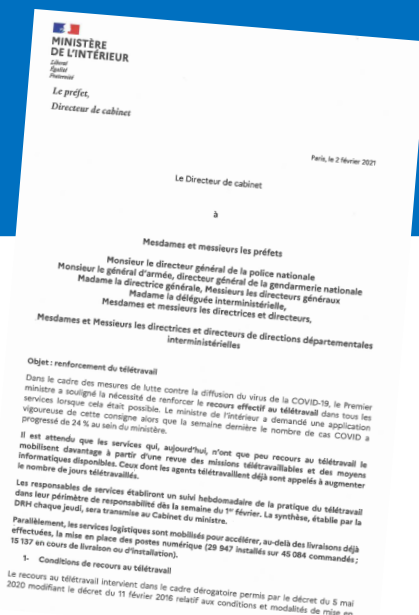 MINISTÈRE
DE L'INTÉRIEUR
Liberté
Égalité
Fraternité
Le préfet,
Directeur de cabinet
Paris, le 2 février 2021
Le Directeur de cabinet
à
Mesdames et messieurs les préfets
Monsieur le directeur général de la police nationale
Monsieur le général d'armée, directeur général de la gendarmerie nationale
Madame la directrice générale, Messieurs les directeurs généraux
Madame la déléguée interministérielle,
Mesdames et messieurs les directrices et directeurs,
Mesdames et Messieurs les directrices et directeurs de directions départementales
interministérielles
Objet : renforcement du télétravail
Dans le cadre des mesures de lutte contre la diffusion du virus de la COVID-19, le Premier
ministre a souligné la nécessité de renforcer le recours effectif au télétravail dans tous les
services lorsque cela était possible. Le ministre de l'intérieur a demandé une application
vigoureuse de cette consigne alors que la semaine dernière le nombre de cas COVID a
progressé de 24 % au sein du ministère.
Il est attendu que les services qui, aujourd'hui, n'ont que peu recours au télétravail le
mobilisent davantage à partir d'une revue des missions télétravaillables et des moyens
informatiques disponibles. Ceux dont les agents télétravaillent déjà sont appelés à augmenter
le nombre de jours télétravaillés.
Les responsables de services établiront un suivi hebdomadaire de la pratique du télétravail
dans leur périmètre de responsabilité dès la semaine du 1er février. La synthèse, établie par la
DRH chaque jeudi, sera transmise au Cabinet du ministre.
Parallèlement, les services logistiques sont mobilisés pour accélérer, au-delà des livraisons déjà
effectuées, la mise en place des postes numérique (29 947 installés sur 45 084 commandés ;
15 137 en cours de livraison ou d'installation).
1- Conditions de recours au télétravail
Le recours au télétravail intervient dans le cadre dérogatoire permis par le décret du 5 mai
2020 modifiant le décret du 11 février 2016 relatif aux conditions et modalités de mise en